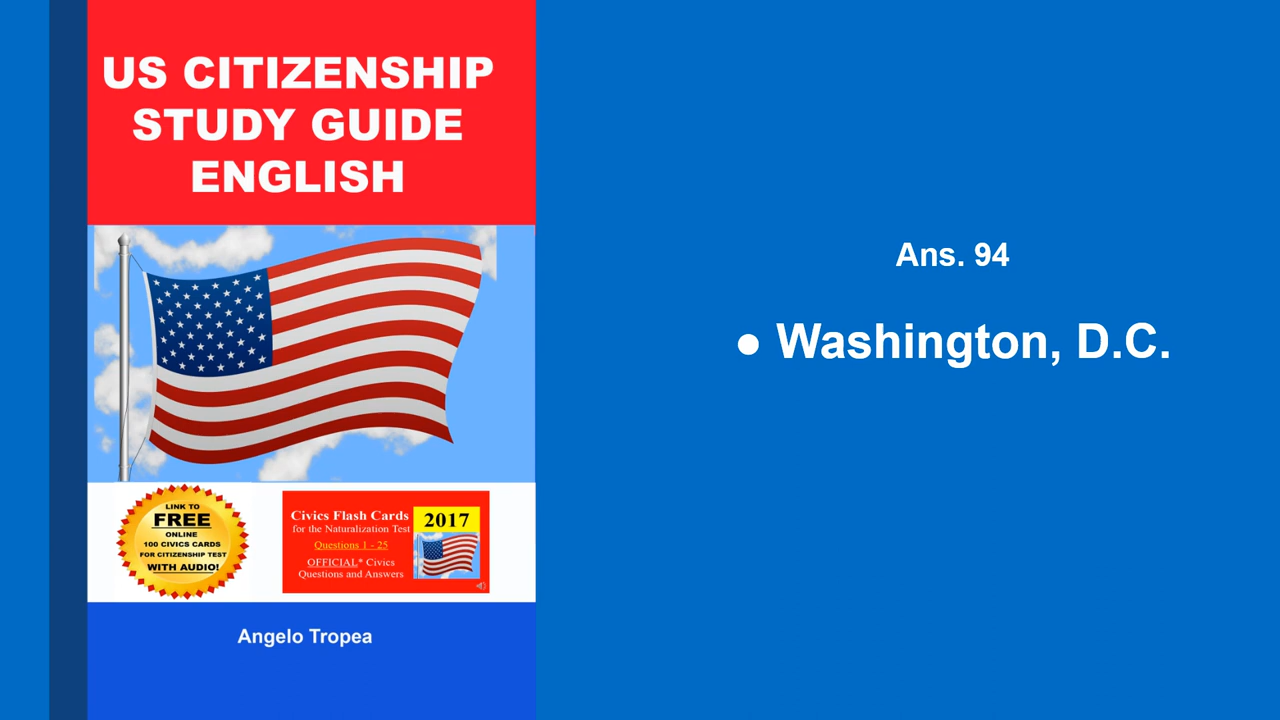 US CITIZENSHIP
STUDY GUIDE
ENGLISH
LINK TO
FREE
ONLINE
100 CIVICS CARDS
FOR CITIZENSHIP TEST
WITH AUDIO!
Civics Flash Cards
for the Naturalization Test
Questions 1 - 25
OFFICIAL* Civics
Questions and Answers
2017
Angelo Tropea
Ans. 94
● Washington, D.C.